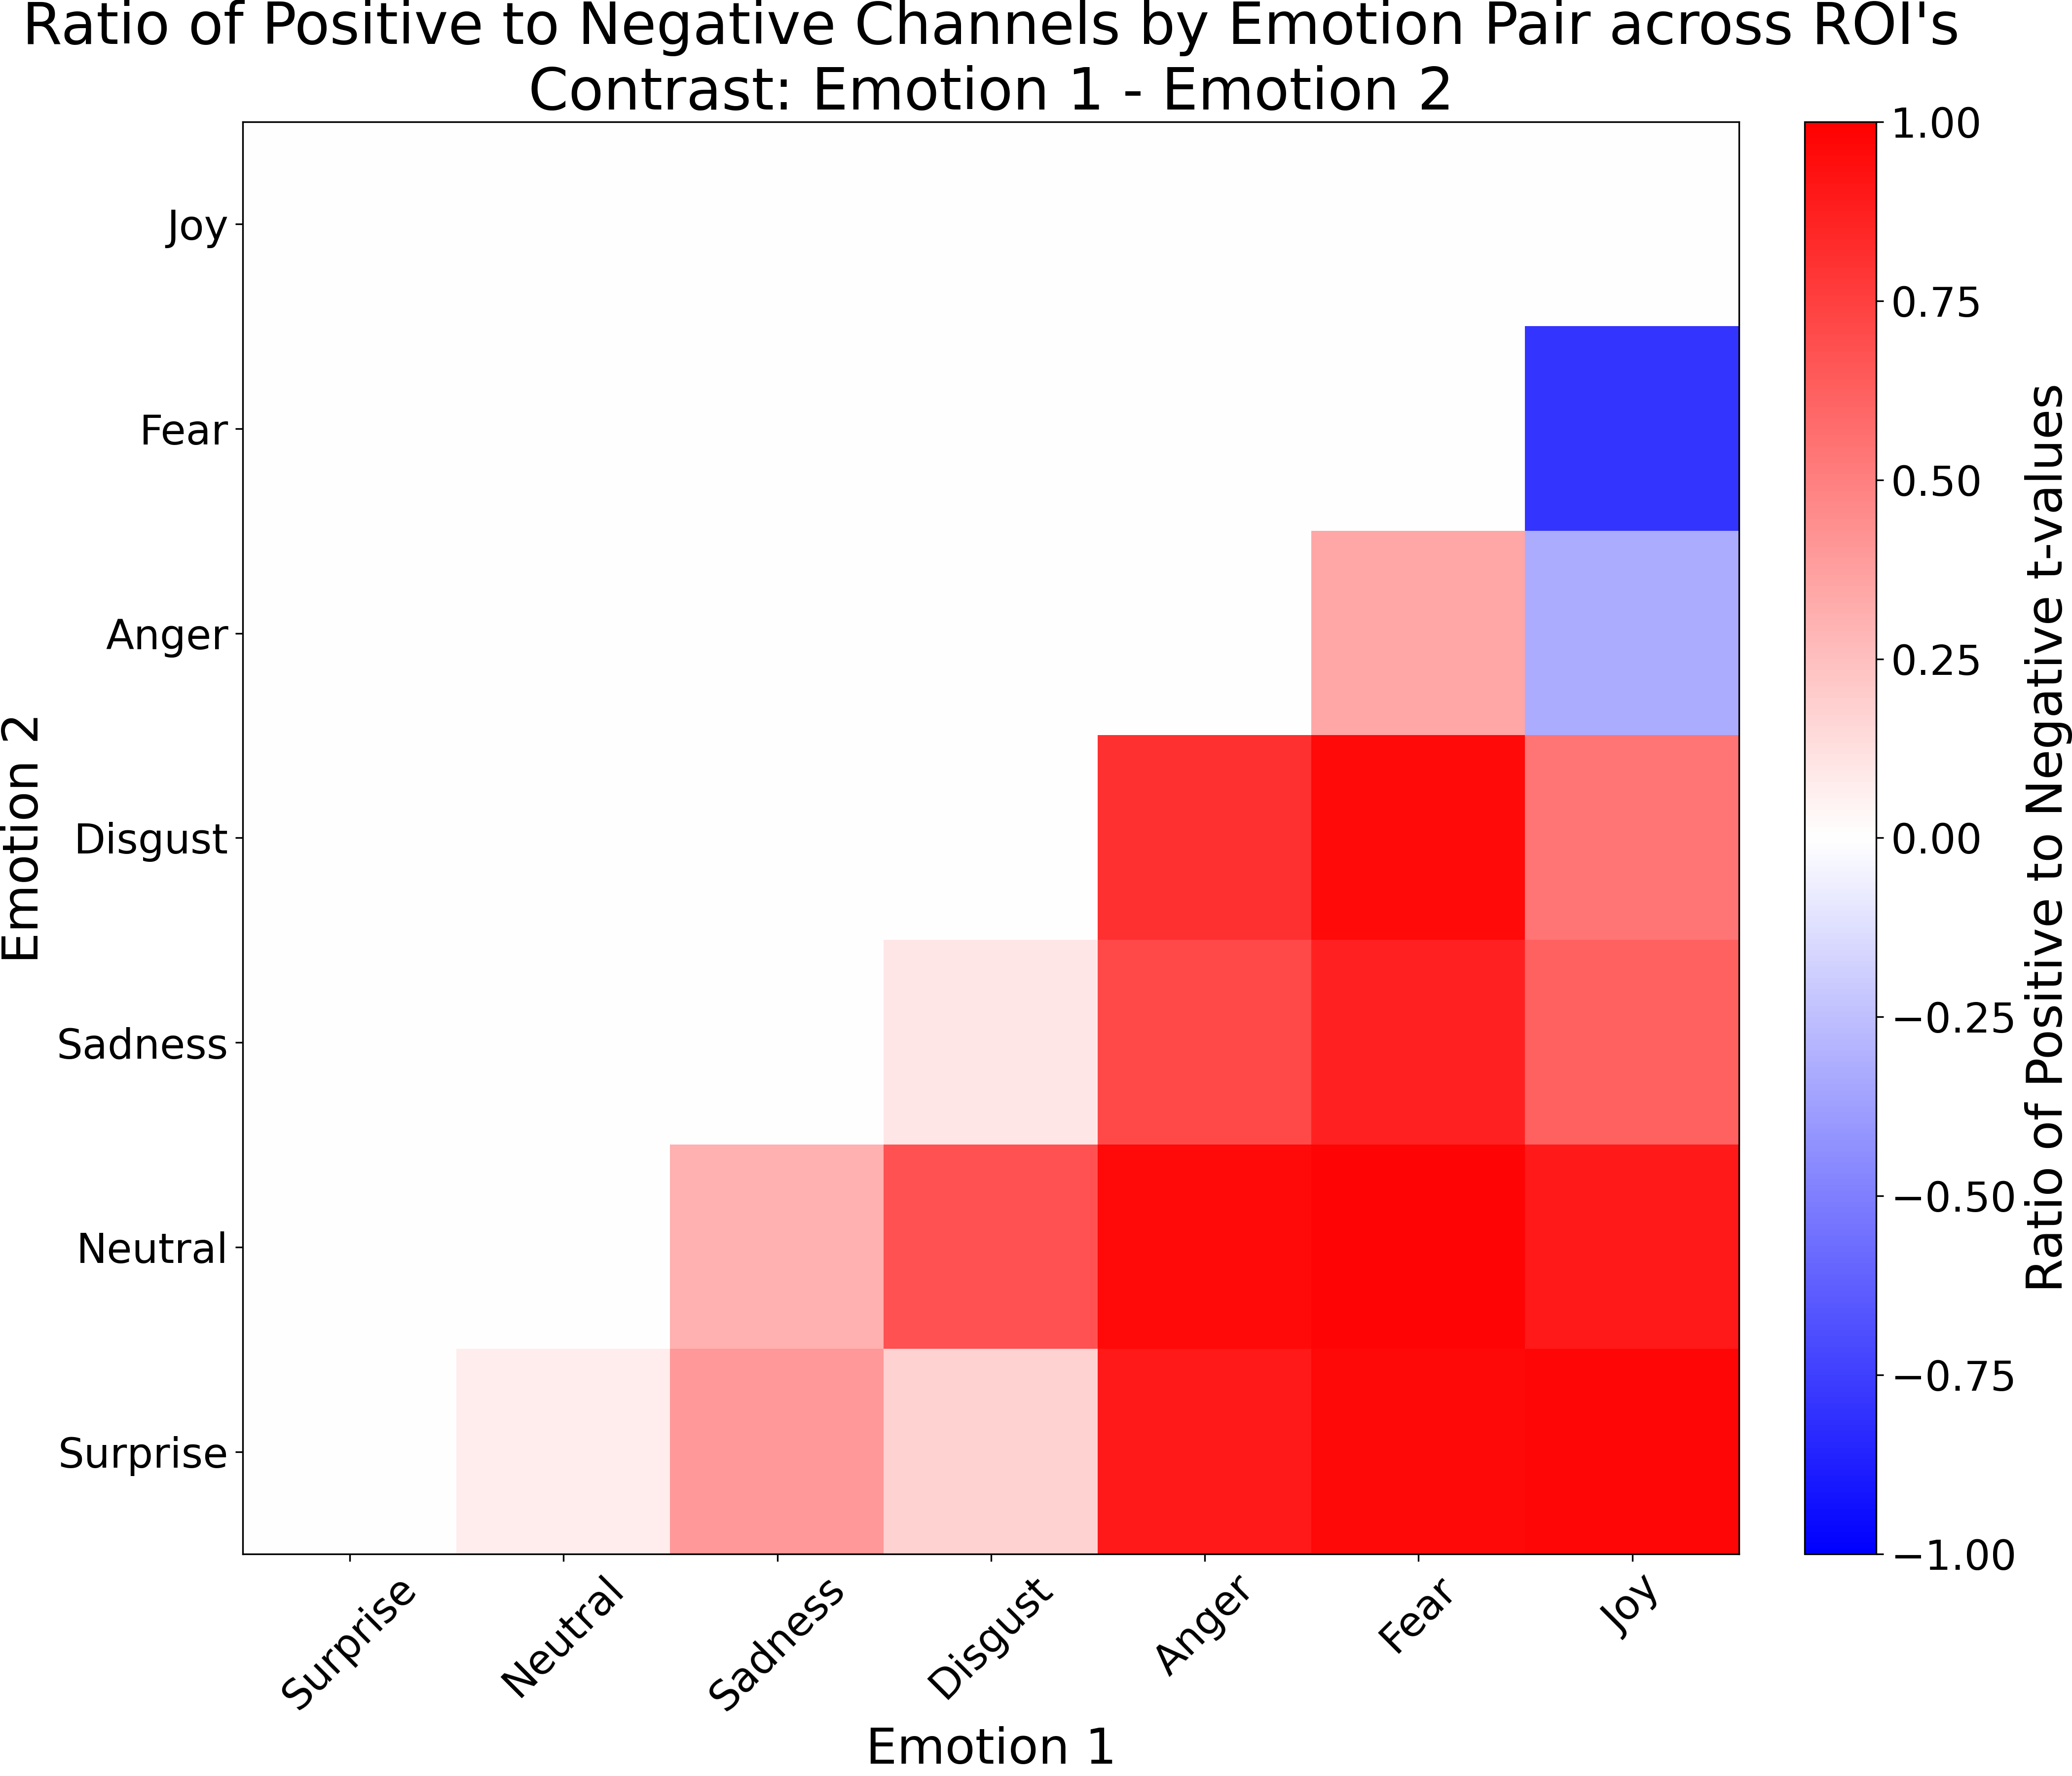 Ratio of Positive to Negative Channels by Emotion Pair across ROI's
Contrast: Emotion 1 - Emotion 2
Emotion 2
Joy
Fear
Anger
Disgust
Sadness
Neutral
Surprise
Surprise
Neutral
Sadness
Disgust
Anger
Fear
Joy
Emotion 1
1.00
0.75
0.50
0.25
0.00
−0.25
−0.50
−0.75
−1.00
Ratio of Positive to Negative t-values